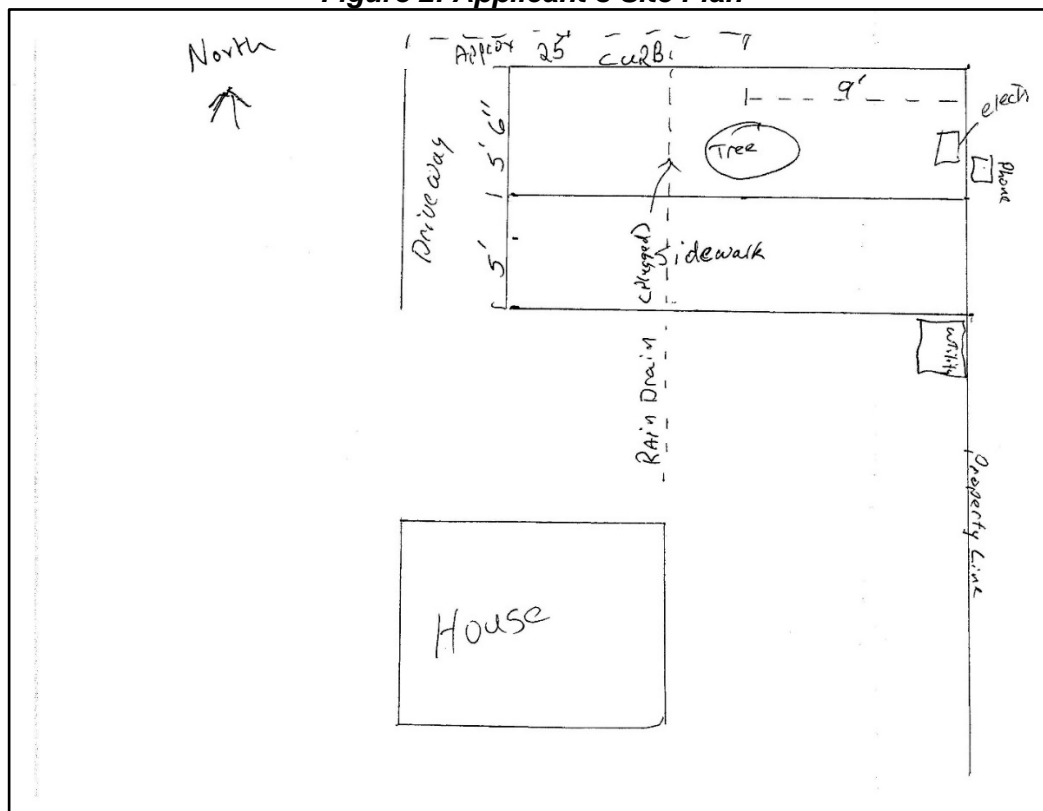 Figure 2: Applicant's Site Plan
North
Approx 25' CURB
9'
elect
Phone
Tree
Driveway
5' 6"
5'
(Plugged)
Sidewalk
utility
RAin Drain
Property Line
House